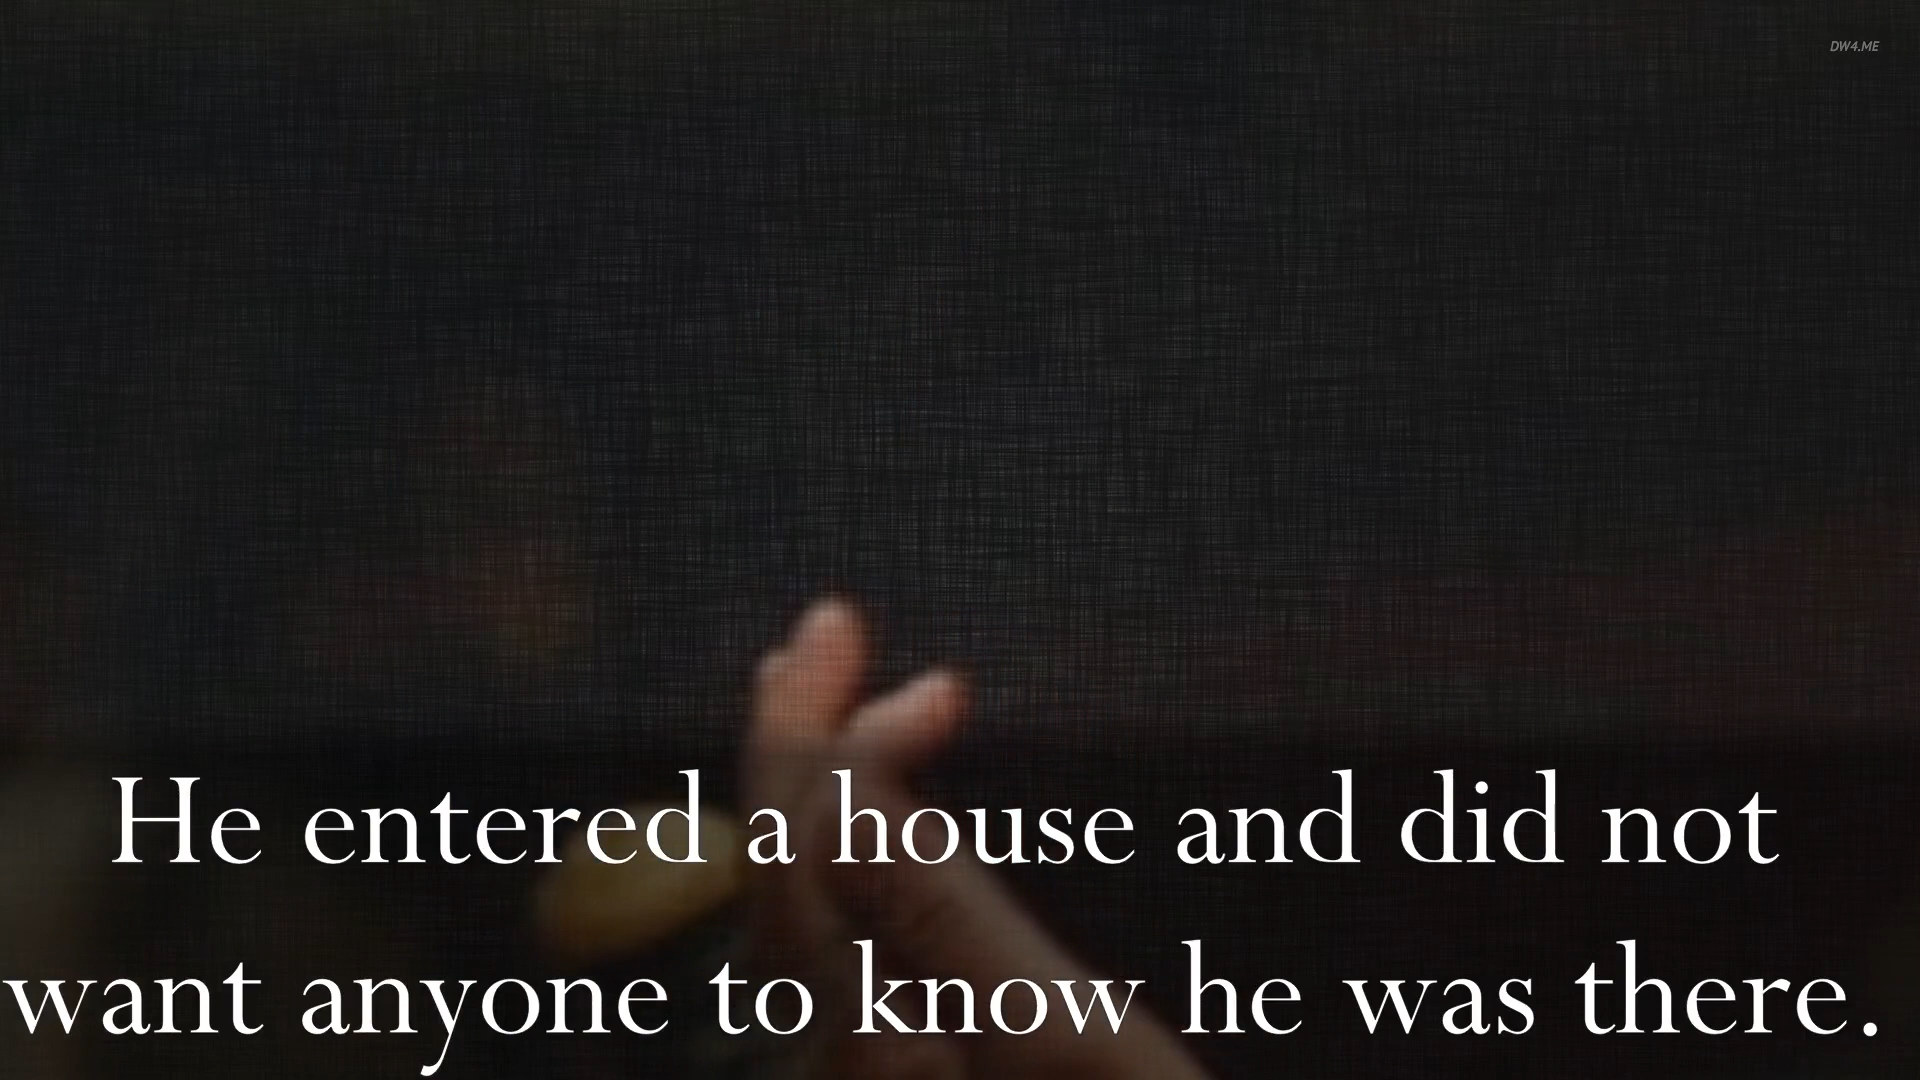 DW4.ME
He entered a house and did not
want anyone to know he was there.